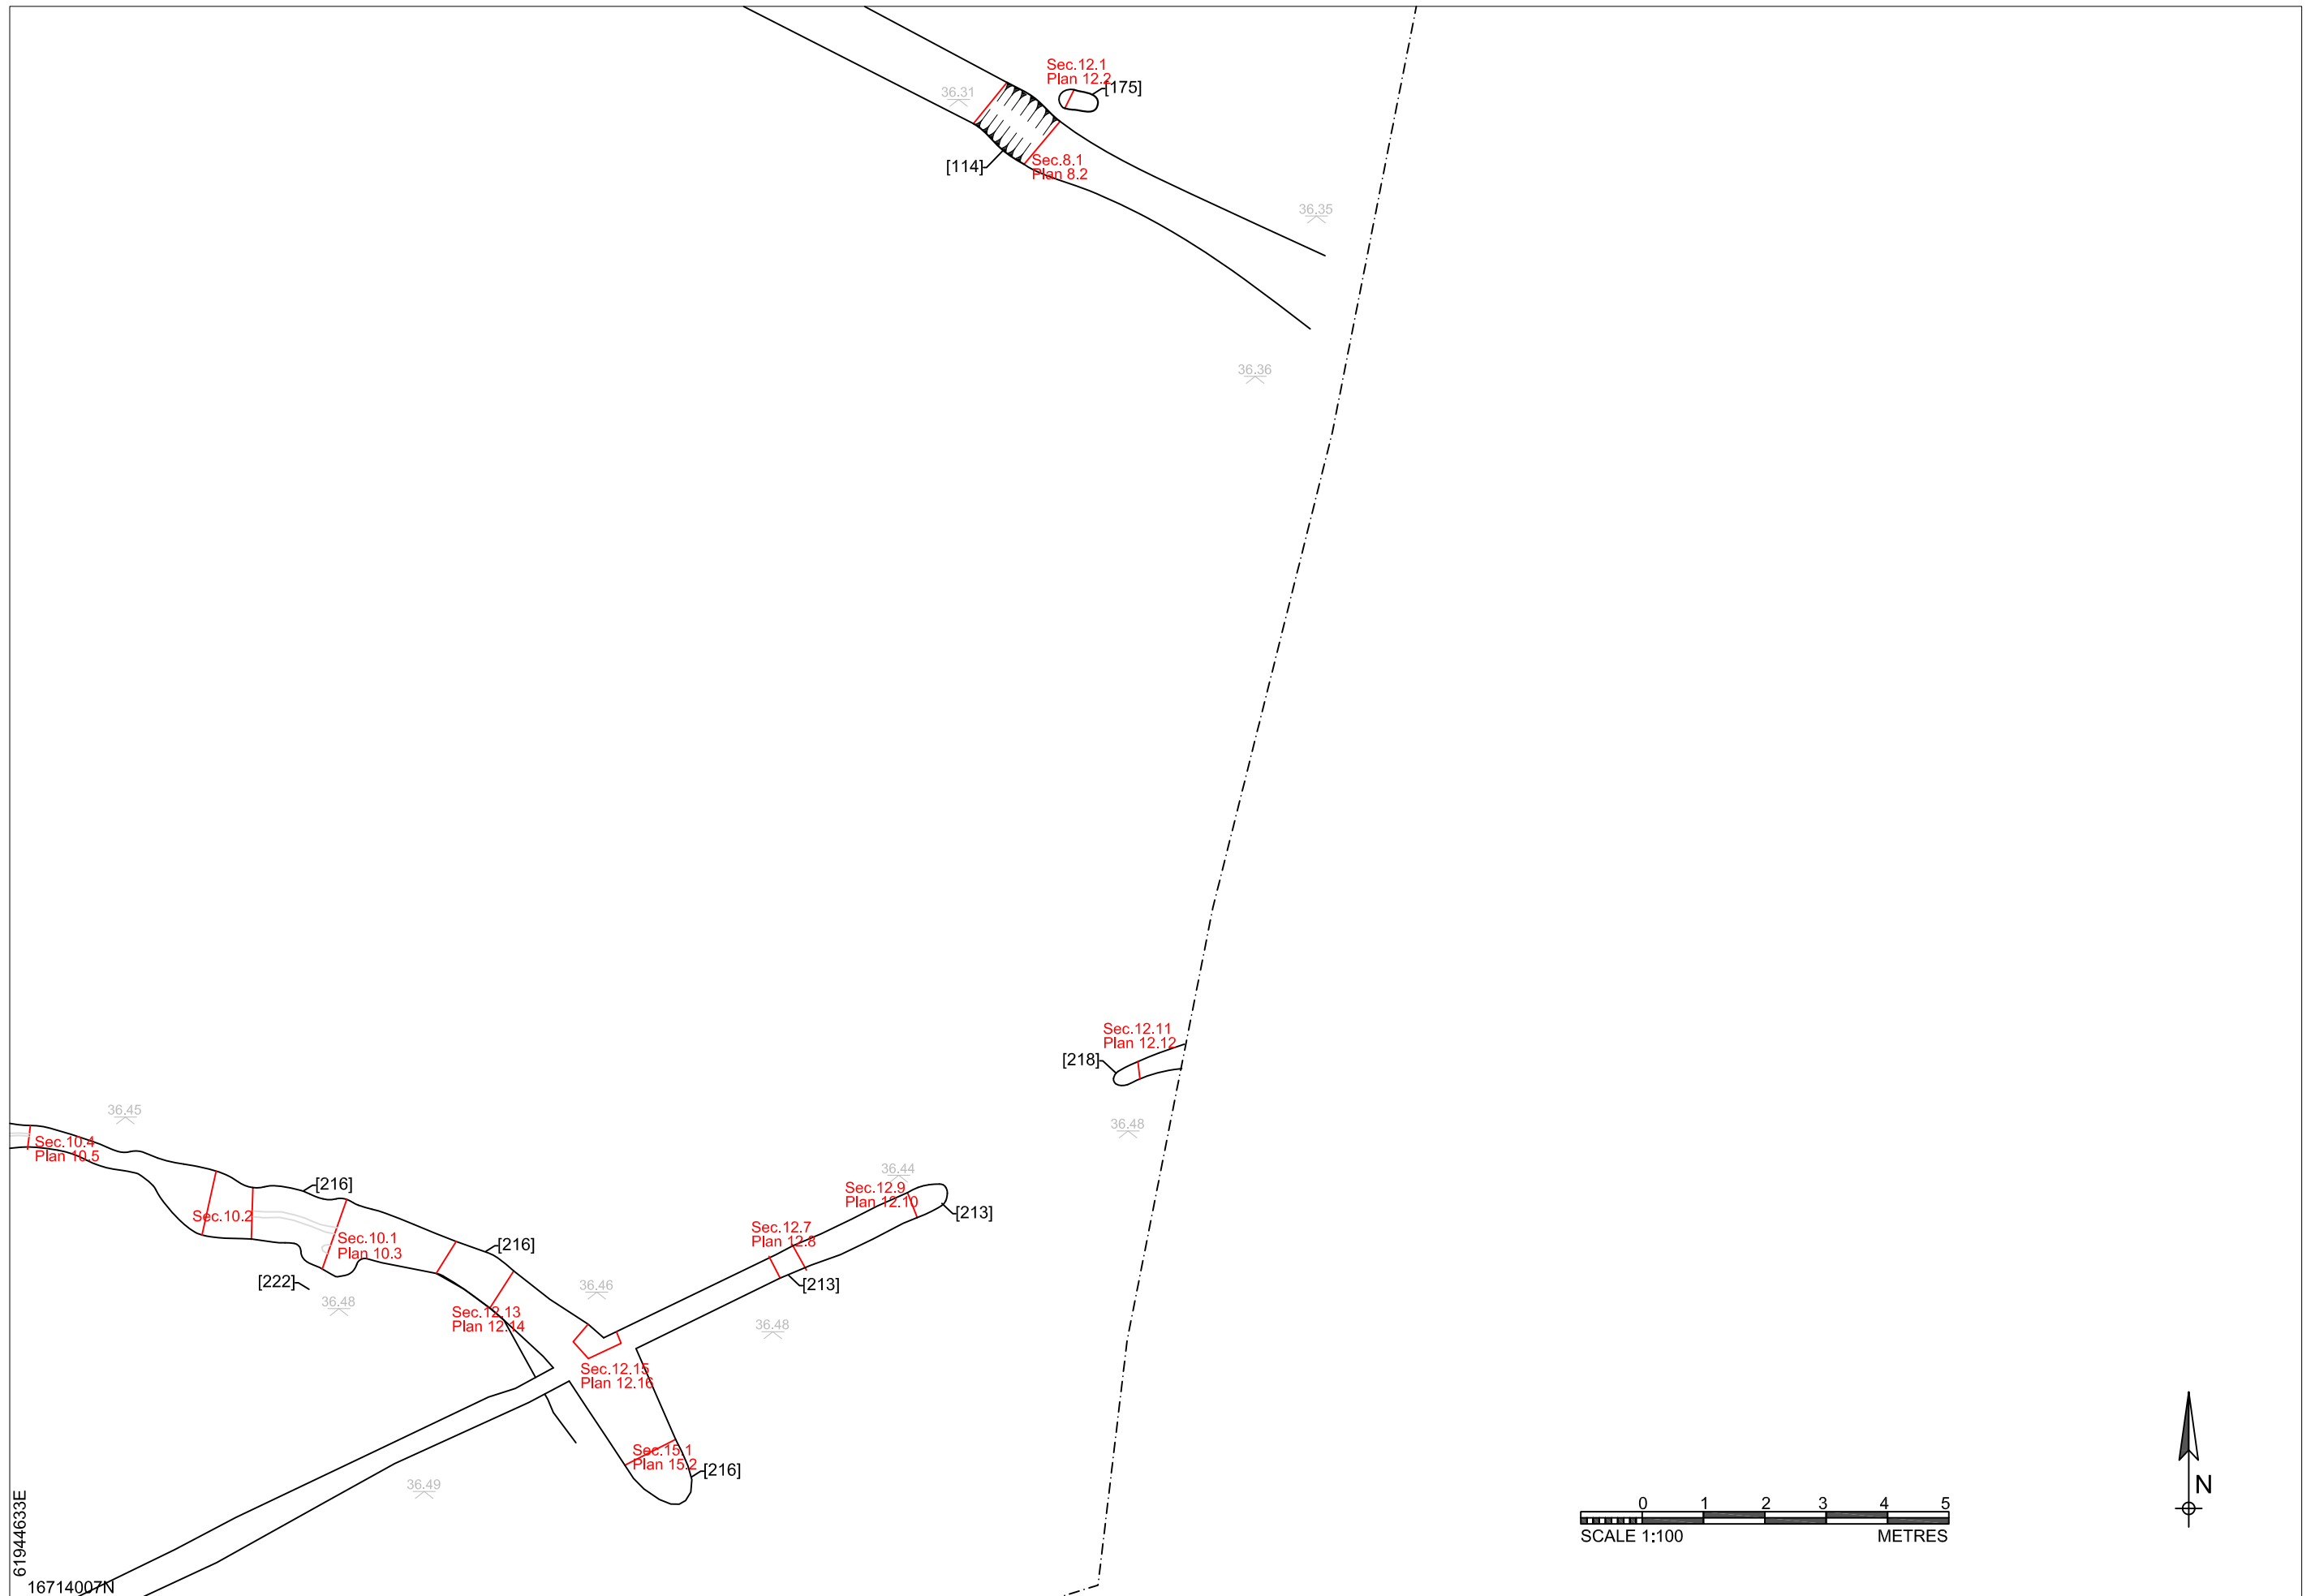 Sec.12.1
Plan 12.2
[175]
36.31
[114]
Sec.8.1
Plan 8.2
36.35
36.36
Sec.12.11
Plan 12.12
[218]
36.48
36.45
Sec.10.4
Plan 10.5
[216]
Sec.10.2
Sec.10.1
Plan 10.3
[222]
36.48
[216]
Sec.12.13
Plan 12.14
36.46
36.44
Sec.12.9
Plan 12.10
[213]
Sec.12.7
Plan 12.8
[213]
36.48
Sec.12.15
Plan 12.16
Sec.15.1
Plan 15.2
[216]
36.49
61944633E
16714007N
0 1 2 3 4 5
SCALE 1:100 METRES
N